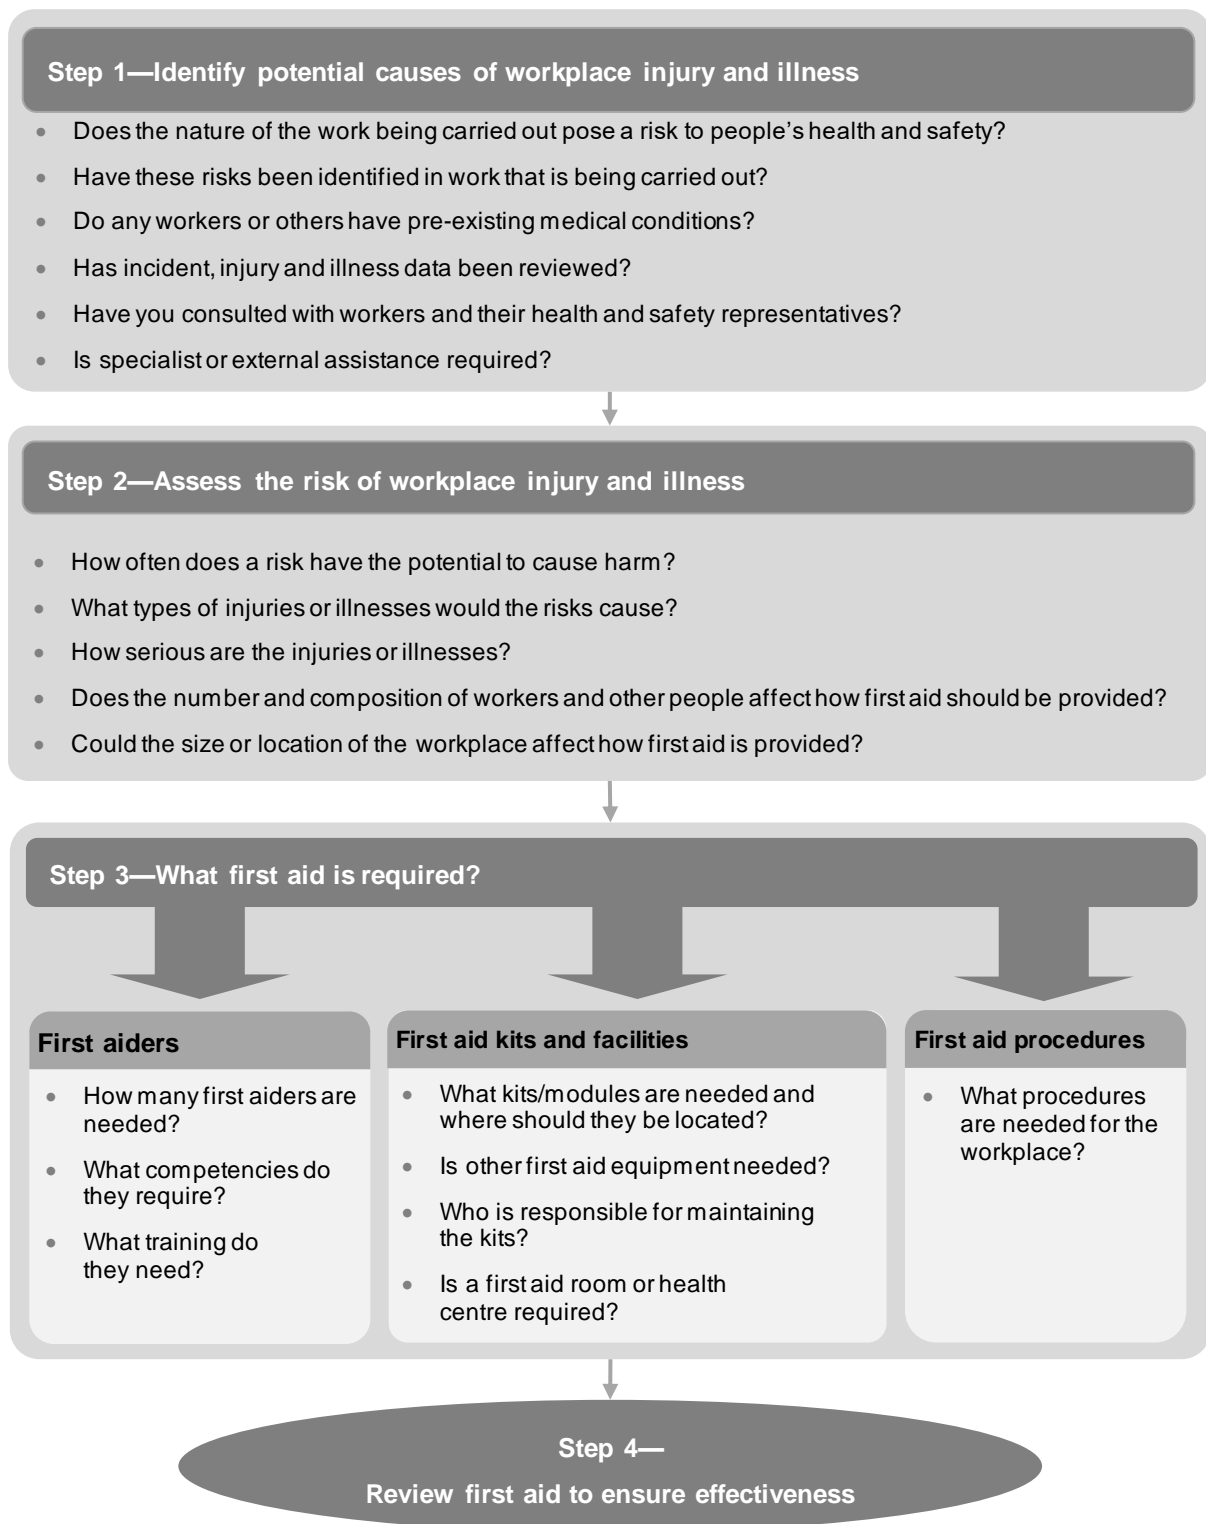 Step 1—Identify potential causes of workplace injury and illness
• Does the nature of the work being carried out pose a risk to people’s health and safety?
• Have these risks been identified in work that is being carried out?
• Do any workers or others have pre-existing medical conditions?
• Has incident, injury and illness data been reviewed?
• Have you consulted with workers and their health and safety representatives?
• Is specialist or external assistance required?
Step 2—Assess the risk of workplace injury and illness
• How often does a risk have the potential to cause harm?
• What types of injuries or illnesses would the risks cause?
• How serious are the injuries or illnesses?
• Does the number and composition of workers and other people affect how first aid should be provided?
• Could the size or location of the workplace affect how first aid is provided?
Step 3—What first aid is required?
First aiders
• How many first aiders are
needed?
• What competencies do
they require?
• What training do
they need?
First aid kits and facilities
• What kits/modules are needed and
where should they be located?
• Is other first aid equipment needed?
• Who is responsible for maintaining
the kits?
• Is a first aid room or health
centre required?
First aid procedures
• What procedures
are needed for the
workplace?
Step 4—
Review first aid to ensure effectiveness